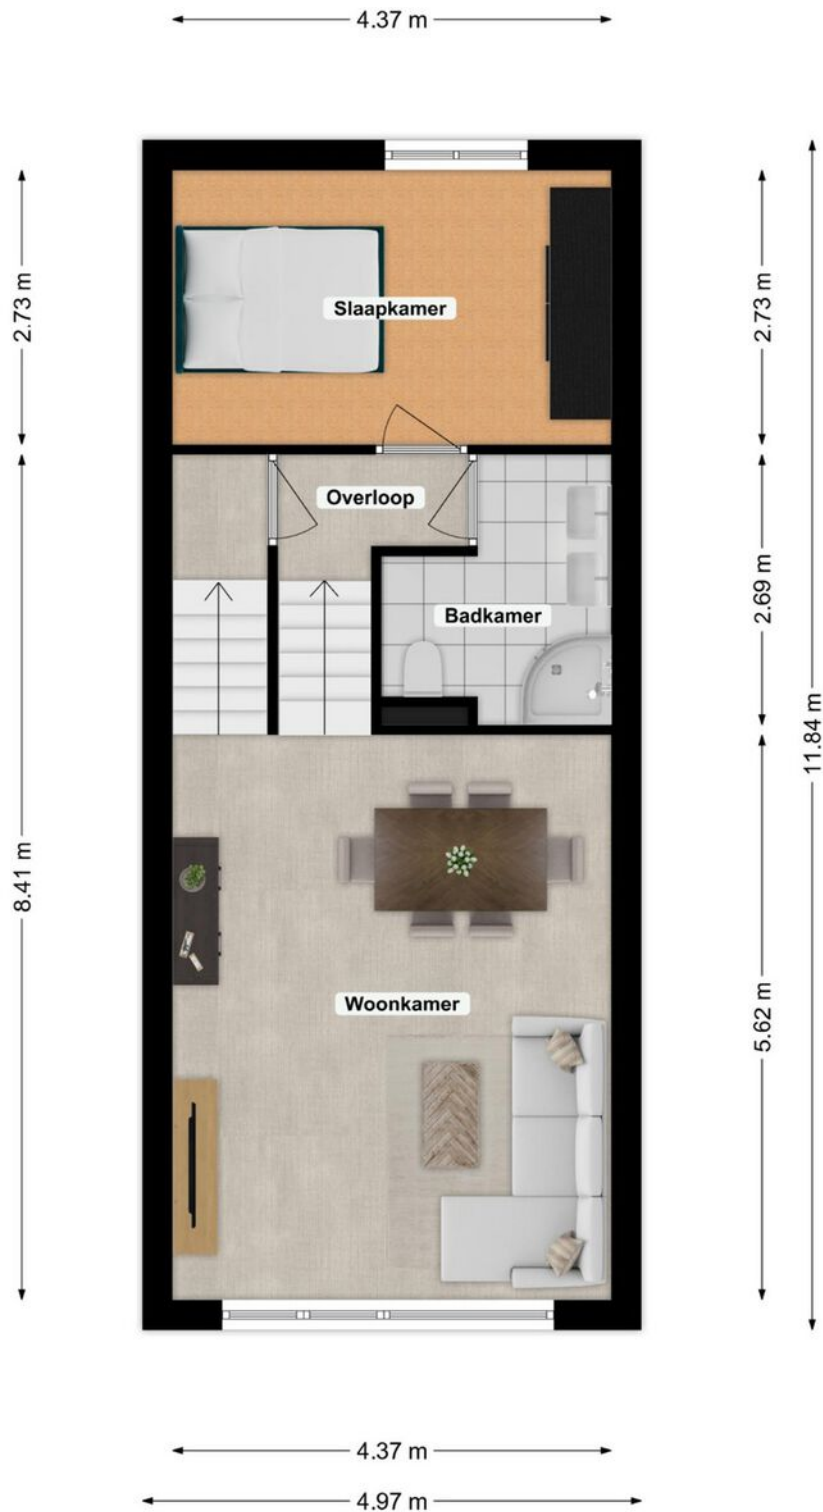 4.37 m
2.73 m
2.73 m
Slaapkamer
Overloop
2.69 m
Badkamer
11.84 m
8.41 m
Woonkamer
5.62 m
4.37 m
4.97 m